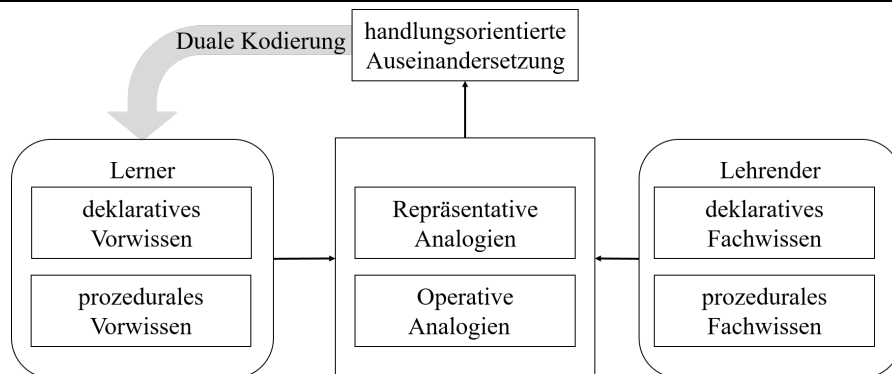 Duale Kodierung
handlungsorientierte
Auseinandersetzung
Lerner
deklaratives
Vorwissen
prozedurales
Vorwissen
Repräsentative
Analogien
Operative
Analogien
Lehrender
deklaratives
Fachwissen
prozedurales
Fachwissen